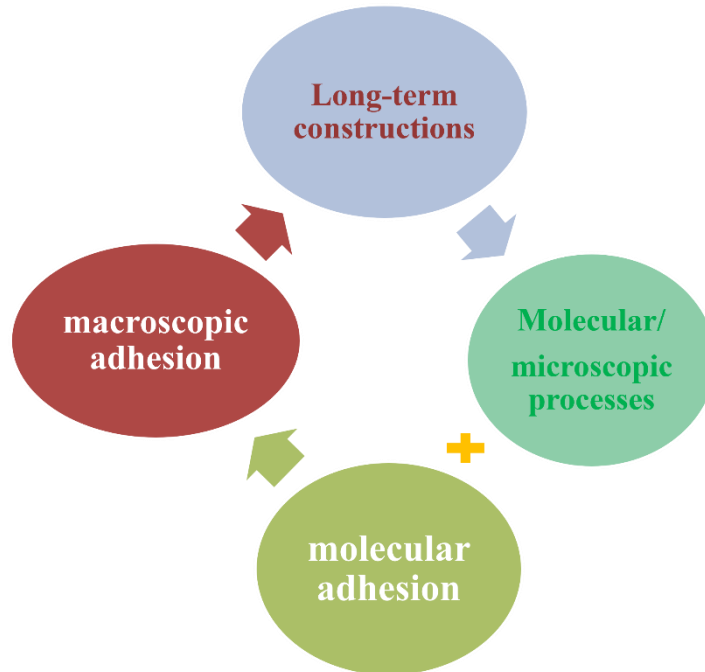 Long-term
constructions
Molecular/
microscopic
processes
molecular
adhesion
macroscopic
adhesion